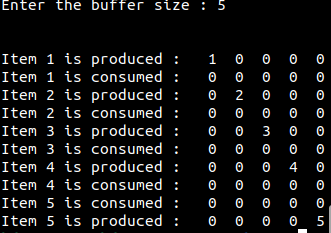 Enter the buffer size : 5
Item 1 is produced : 1 0 0 0 0
Item 1 is consumed : 0 0 0 0 0
Item 2 is produced : 0 2 0 0 0
Item 2 is consumed : 0 0 0 0 0
Item 3 is produced : 0 0 3 0 0
Item 3 is consumed : 0 0 0 0 0
Item 4 is produced : 0 0 0 4 0
Item 4 is consumed : 0 0 0 0 0
Item 5 is consumed : 0 0 0 0 0
Item 5 is produced : 0 0 0 0 5